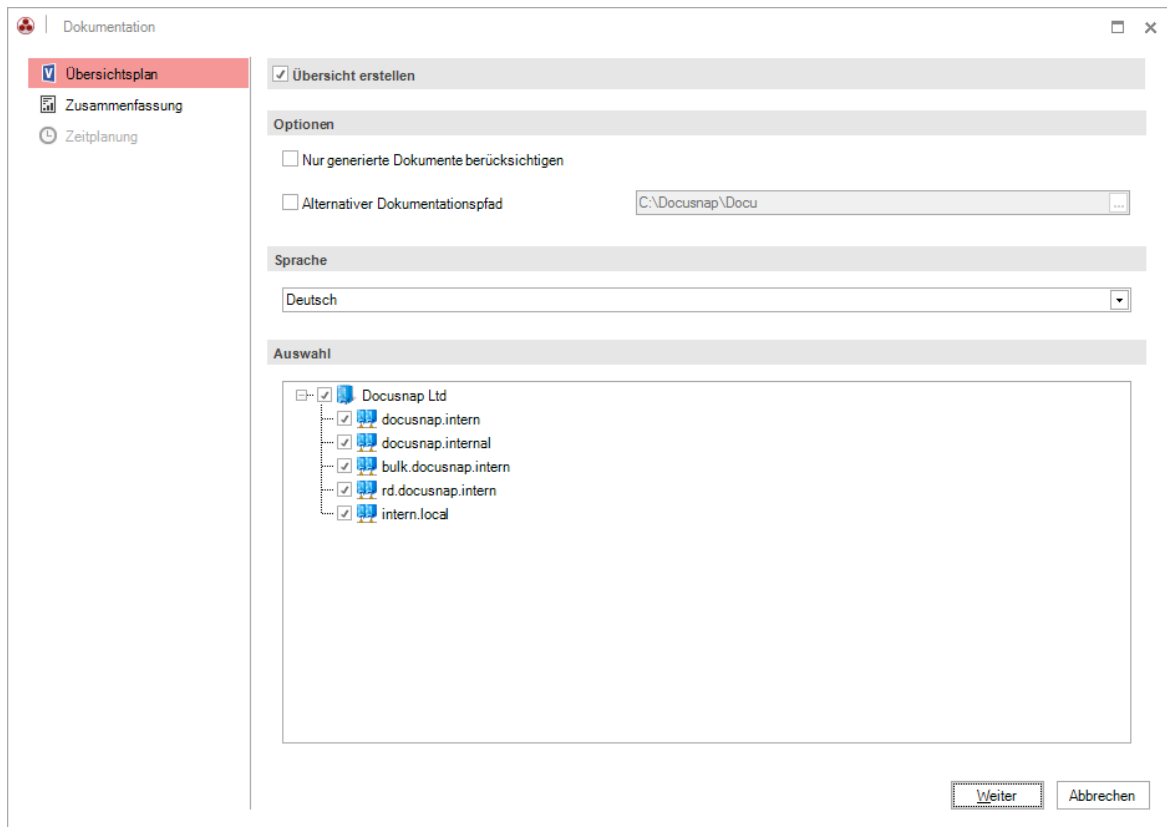 Dokumentation
Übersichtsplan
Zusammenfassung
Zeitplanung
Übersicht erstellen
Optionen
Nur generierte Dokumente berücksichtigen
Alternativer Dokumentationspfad C:\Docusnap\Docu ...
Sprache
Deutsch
Auswahl
Docusnap Ltd
docusnap.intern
docusnap.internal
bulk.docusnap.intern
rd.docusnap.intern
intern.local
Weiter Abbrechen